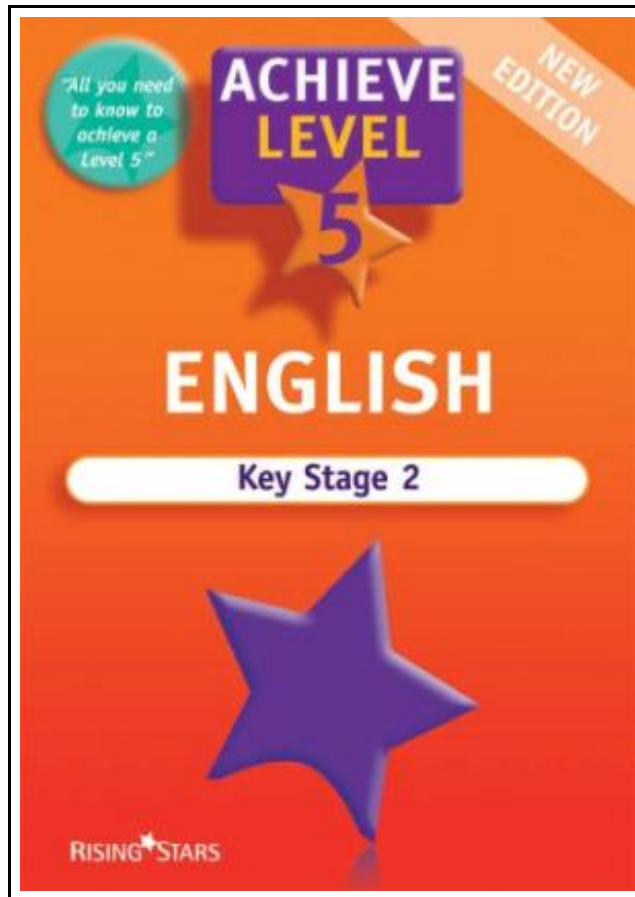 "All you need
to know to
achieve a
Level 5"
ACHIEVE
LEVEL
5
NEW
EDITION
ENGLISH
Key Stage 2
RISING STARS